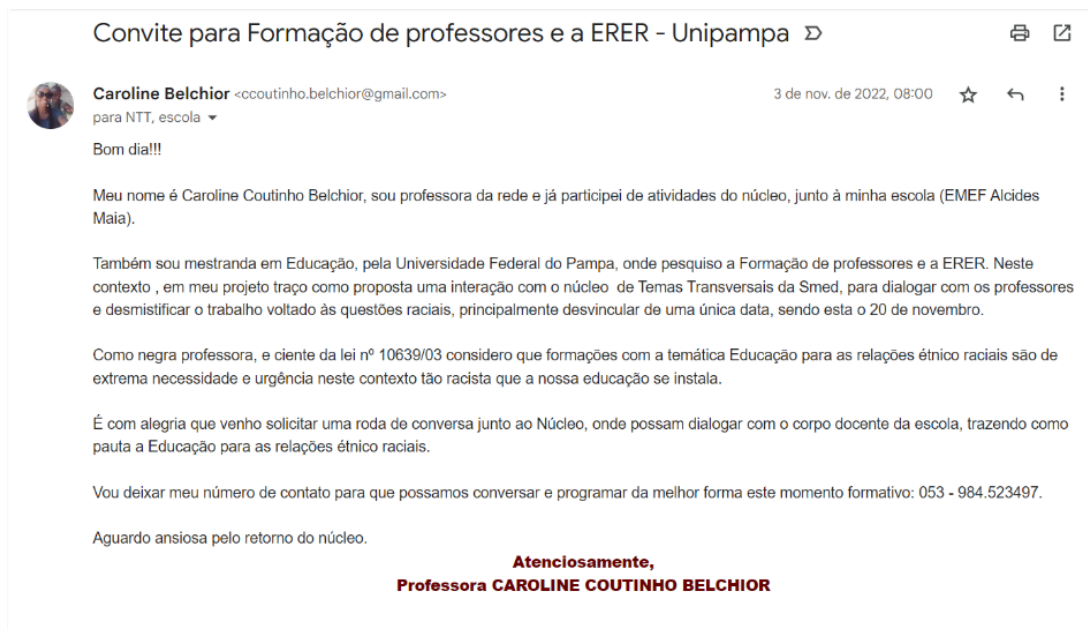 Convite para Formação de professores e a ERER - Unipampa
Caroline Belchior <ccoutinho.belchior@gmail.com>
3 de nov. de 2022, 08:00
para NTT, escola
Bom dia!!!
Meu nome é Caroline Coutinho Belchior, sou professora da rede e já participei de atividades do núcleo, junto à minha escola (EMEF Alcides
Maia).
Também sou mestranda em Educação, pela Universidade Federal do Pampa, onde pesquiso a Formação de professores e a ERER. Neste
contexto , em meu projeto traço como proposta uma interação com o núcleo de Temas Transversais da Smed, para dialogar com os professores
e desmistificar o trabalho voltado às questões raciais, principalmente desvincular de uma única data, sendo esta o 20 de novembro.
Como negra professora, e ciente da lei nº 10639/03 considero que formações com a temática Educação para as relações étnico raciais são de
extrema necessidade e urgência neste contexto tão racista que a nossa educação se instala.
É com alegria que venho solicitar uma roda de conversa junto ao Núcleo, onde possam dialogar com o corpo docente da escola, trazendo como
pauta a Educação para as relações étnico raciais.
Vou deixar meu número de contato para que possamos conversar e programar da melhor forma este momento formativo: 053 - 984.523497.
Aguardo ansiosa pelo retorno do núcleo.
Atenciosamente,
Professora CAROLINE COUTINHO BELCHIOR